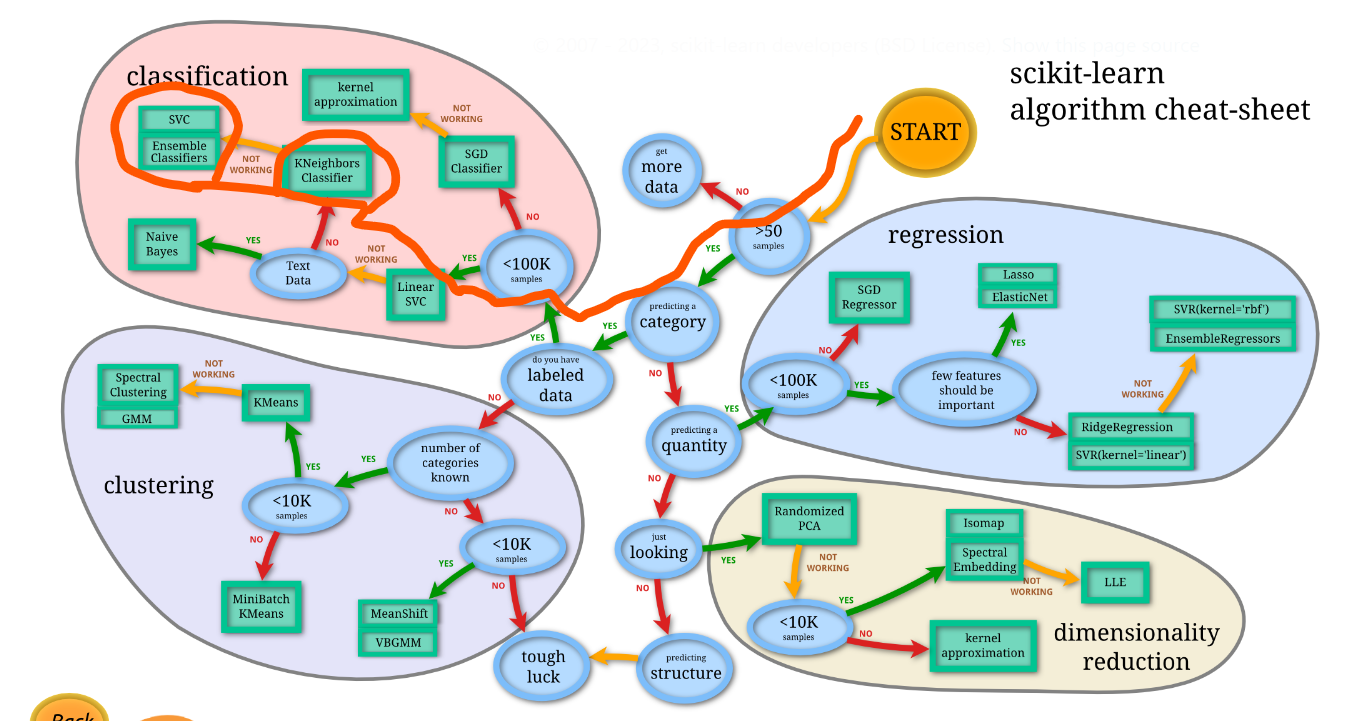 © 2007 - 2023, scikit-learn developers (BSD License). Show this page source
scikit-learn
algorithm cheat-sheet
classification
kernel
approximation
NOT
WORKING
SVC
Ensemble
Classifiers
NOT
WORKING
KNeighbors
Classifier
SGD
Classifier
NO
Naive
Bayes
YES
Text
Data
NO
NOT
WORKING
Linear
SVC
YES
<100K
samples
START
get
more
data
NO
>50
samples
YES
predicting a
category
YES
NO
do you have
labeled
data
YES
NO
predicting a
quantity
YES
NO
just
looking
YES
NO
predicting
structure
tough
luck
regression
SGD
Regressor
NO
<100K
samples
YES
Lasso
ElasticNet
YES
few features
should be
important
NO
SVR(kernel='rbf')
EnsembleRegressors
NOT
WORKING
RidgeRegression
SVR(kernel='linear')
clustering
Spectral
Clustering
GMM
NOT
WORKING
KMeans
YES
<10K
samples
NO
MiniBatch
KMeans
number of
categories
known
YES
NO
<10K
samples
YES
NO
MeanShift
VBGMM
dimensionality
reduction
Randomized
PCA
NOT
WORKING
<10K
samples
YES
NO
Isomap
Spectral
Embedding
NOT
WORKING
LLE
kernel
approximation
Back